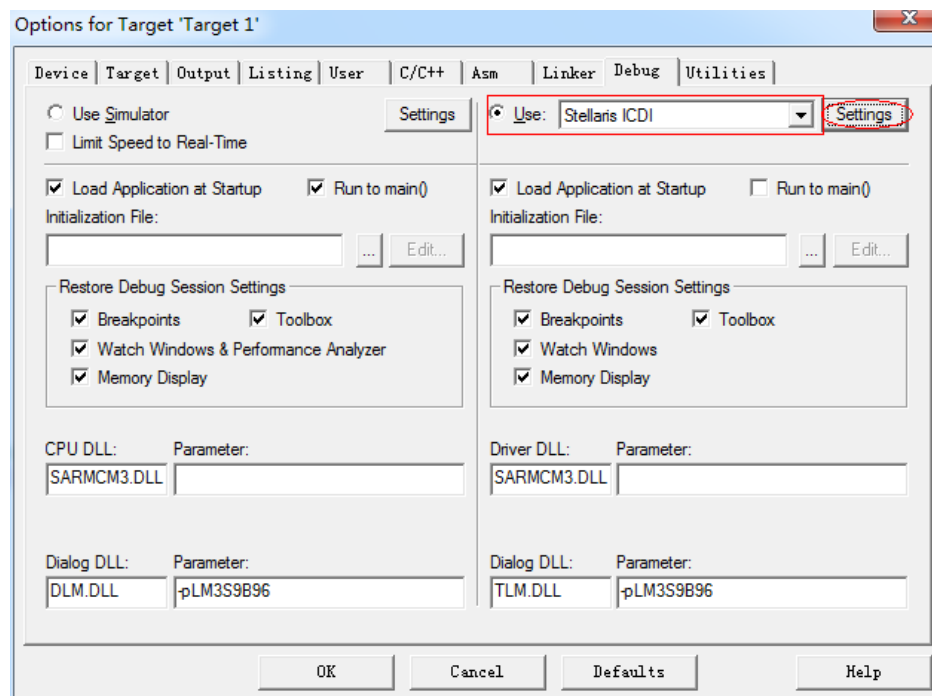 Options for Target 'Target 1'
Device Target Output Listing User C/C++ Asm Linker Debug Utilities
Use Simulator Settings Use: Stellaris ICDI Settings
Limit Speed to Real-Time
Load Application at Startup Run to main() Load Application at Startup Run to main()
Initialization File: Initialization File:
... Edit... ... Edit...
Restore Debug Session Settings Restore Debug Session Settings
Breakpoints Toolbox Breakpoints Toolbox
Watch Windows & Performance Analyzer Watch Windows
Memory Display Memory Display
CPU DLL: Parameter: Driver DLL: Parameter:
SARMCM3.DLL SARMCM3.DLL
Dialog DLL: Parameter: Dialog DLL: Parameter:
DLM.DLL -pLM3S9B96 TLM.DLL -pLM3S9B96
OK Cancel Defaults Help